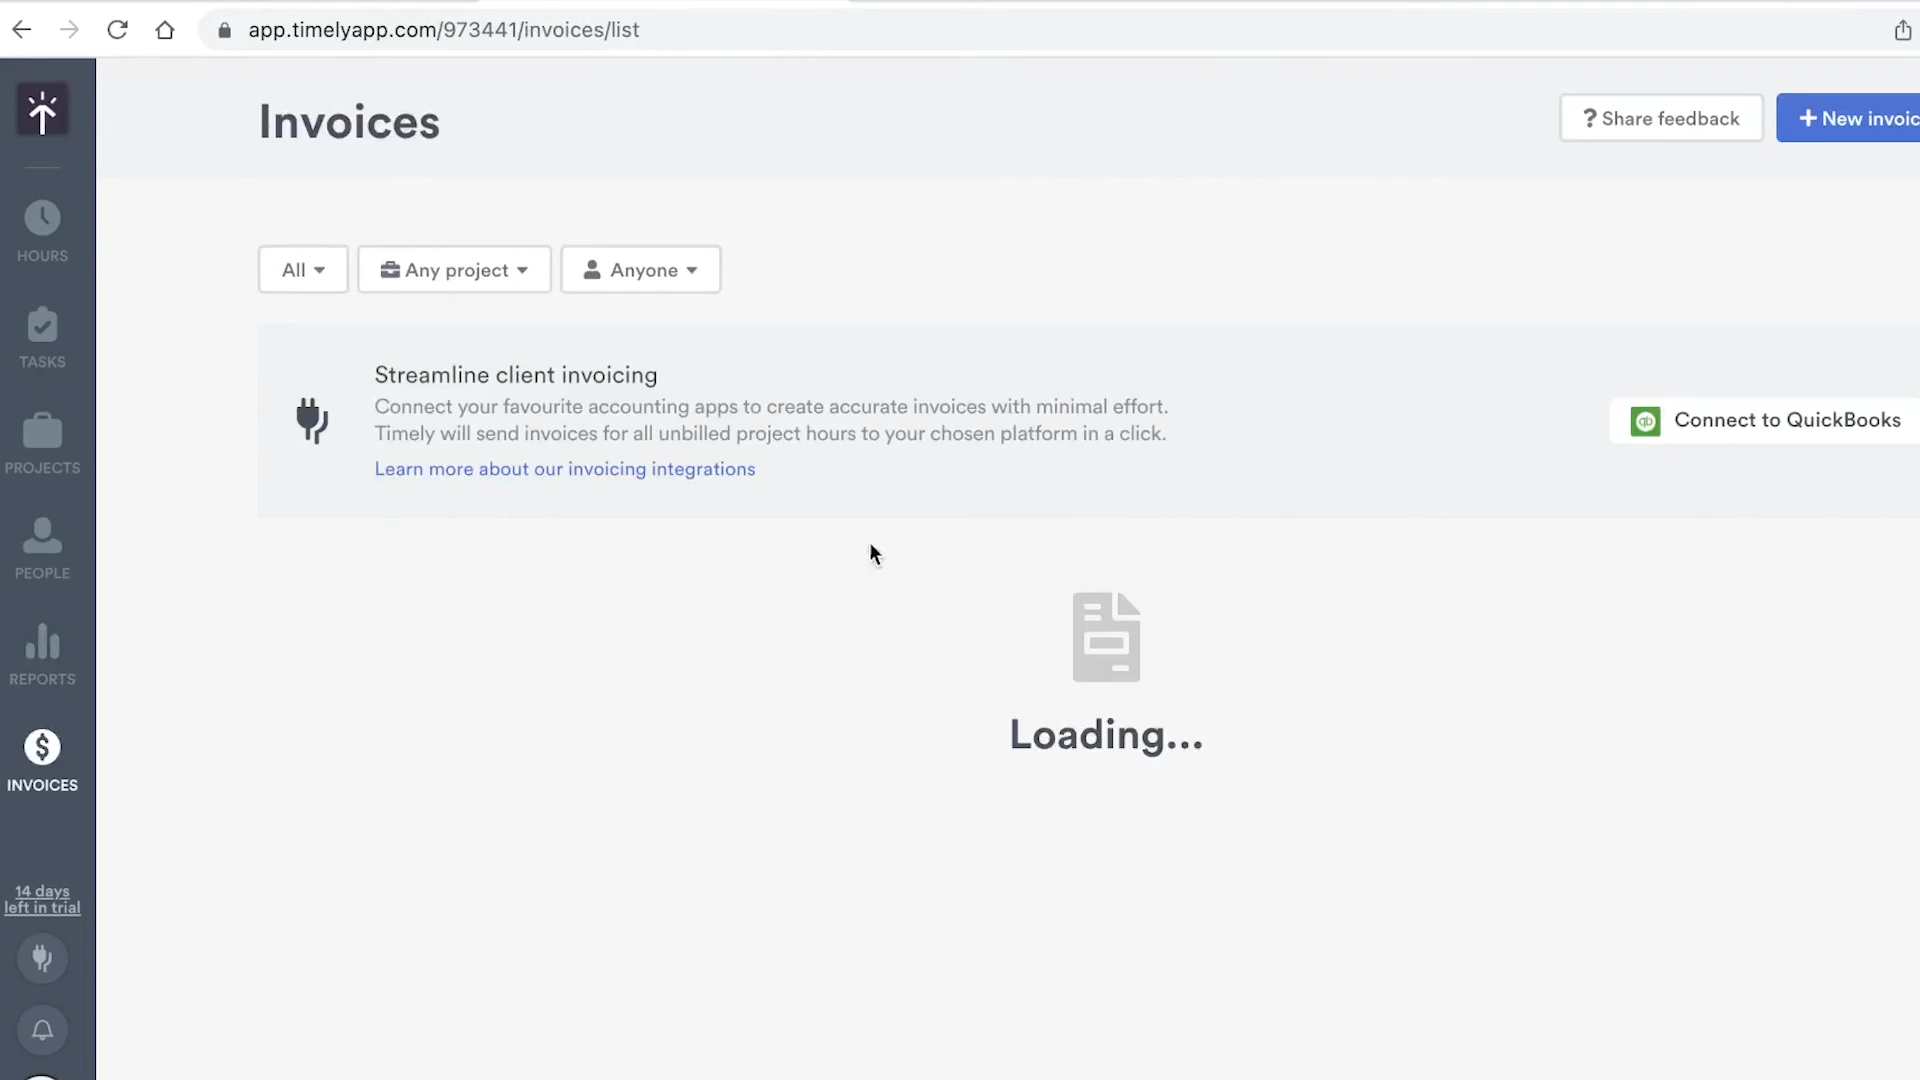 app.timelyapp.com/973441/invoices/list
Invoices
? Share feedback
+ New invoic
HOURS
TASKS
PROJECTS
PEOPLE
REPORTS
INVOICES
14 days
left in trial
All
Any project
Anyone
Streamline client invoicing
Connect your favourite accounting apps to create accurate invoices with minimal effort.
Timely will send invoices for all unbilled project hours to your chosen platform in a click.
Learn more about our invoicing integrations
qb Connect to QuickBooks
Loading...